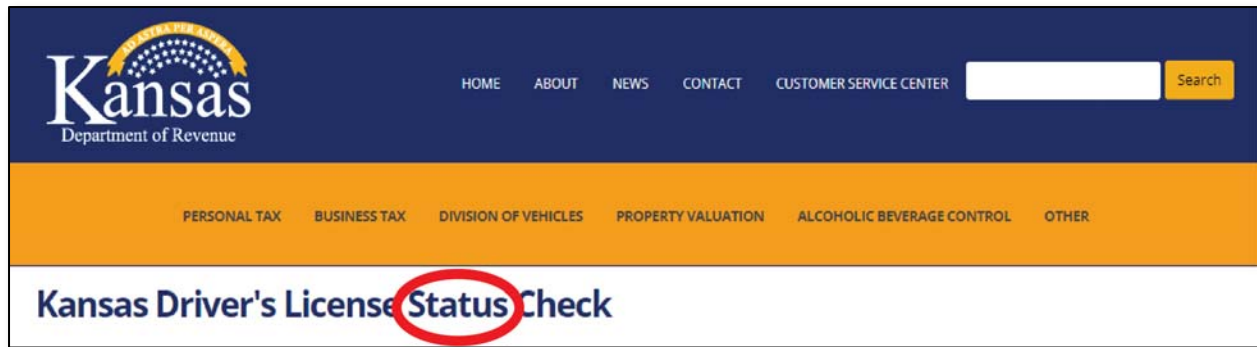 AD ASTRA PER ASPERA
Kansas
Department of Revenue
HOME ABOUT NEWS CONTACT CUSTOMER SERVICE CENTER Search
PERSONAL TAX BUSINESS TAX DIVISION OF VEHICLES PROPERTY VALUATION ALCOHOLIC BEVERAGE CONTROL OTHER
Kansas Driver's License Status Check